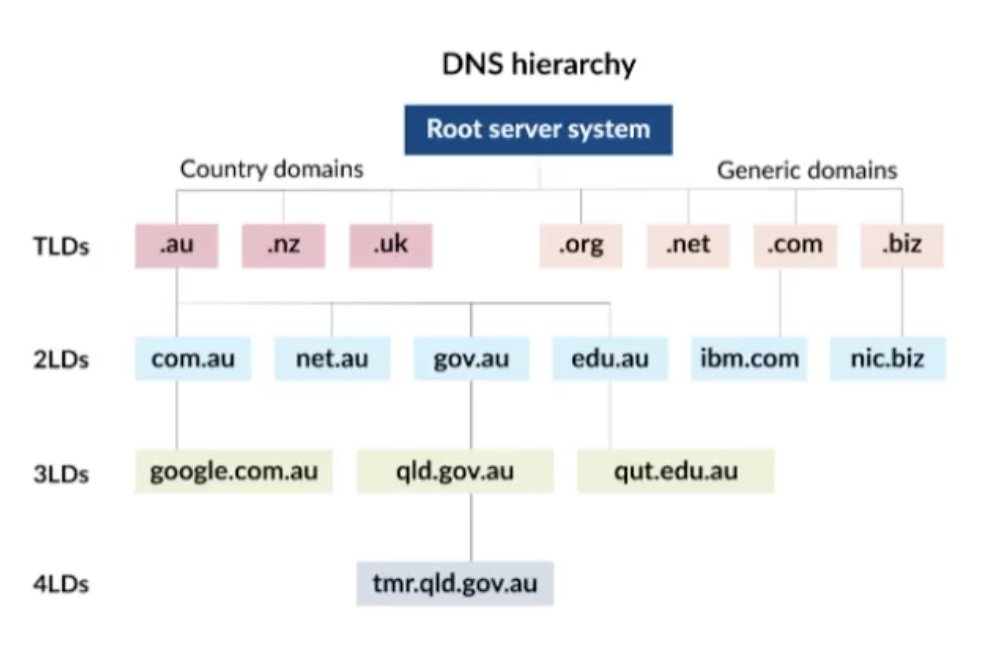 DNS hierarchy
Root server system
Country domains
Generic domains
TLDs
.au
.nz
.uk
.org
.net
.com
.biz
2LDs
com.au
net.au
gov.au
edu.au
ibm.com
nic.biz
3LDs
google.com.au
qld.gov.au
qut.edu.au
4LDs
tmr.qld.gov.au